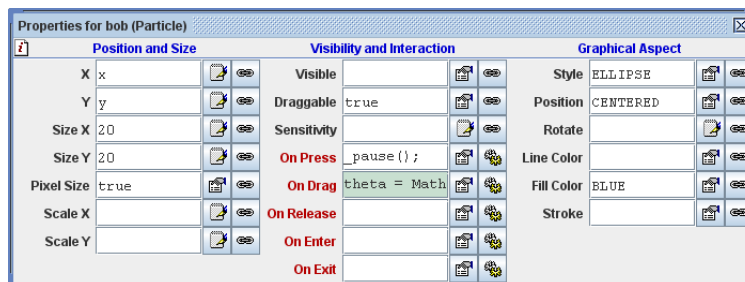 Properties for bob (Particle)
Position and Size Visibility and Interaction Graphical Aspect
X x Visible Style ELLIPSE
Y y Draggable true Position CENTERED
Size X 20 Sensitivity Rotate
Size Y 20 On Press _pause(); Line Color
Pixel Size true On Drag theta = Math Fill Color BLUE
Scale X On Release Stroke
Scale Y On Enter
On Exit